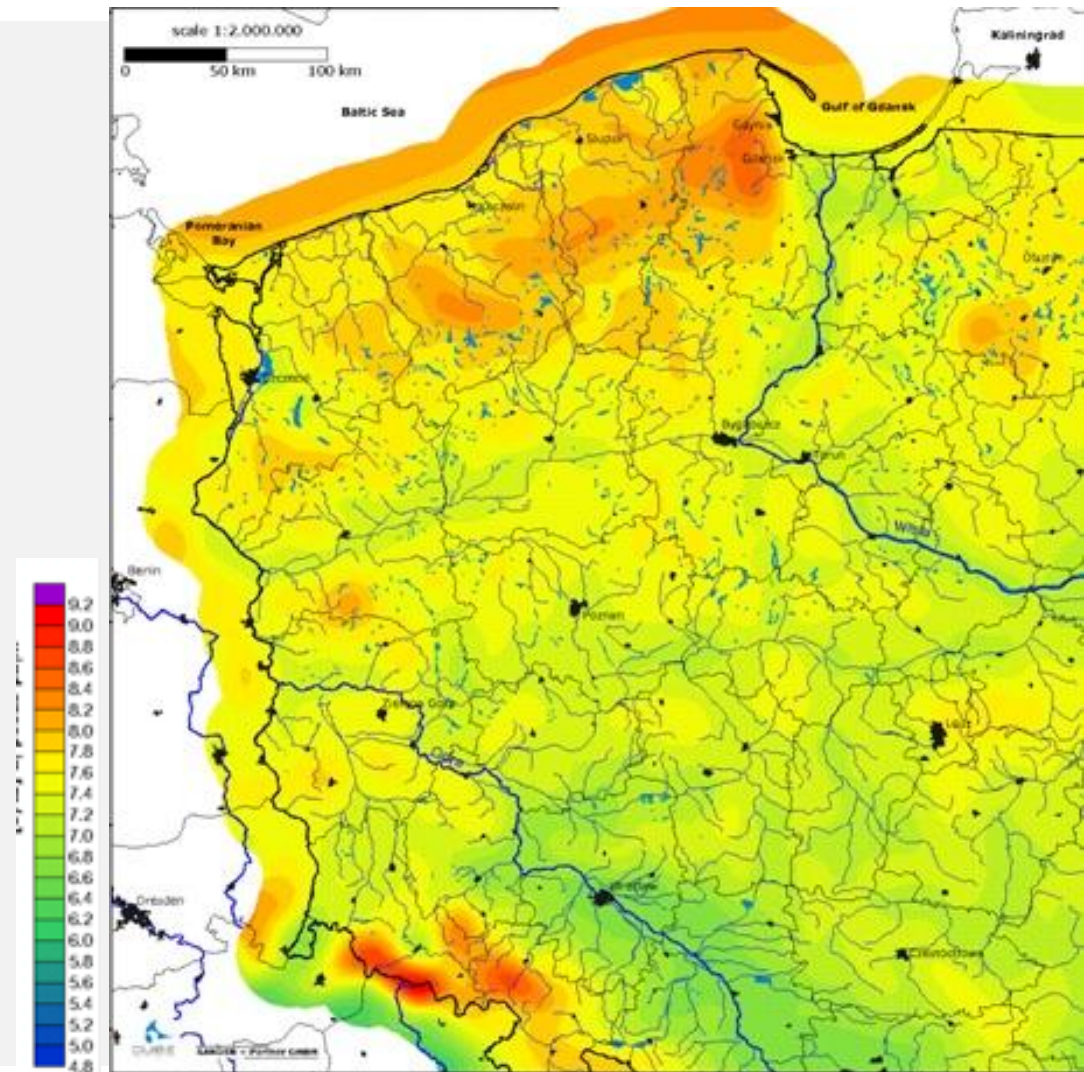 scale 1:2.000.000
0 50 km 100 km
Kaliningrad
Baltic Sea
Gulf of Gdansk
Gdynia
Gdansk
Slupsk
Koszalin
Pomeranian
Bay
Olsztyn
Szczecin
Bydgoszcz
Torun
Wisla
Berlin
Poznan
Zielona Gora
Odra
Lodz
Wroclaw
Dresden
Czestochowa
9.2
9.0
8.8
8.6
8.4
8.2
8.0
7.8
7.6
7.4
7.2
7.0
6.8
6.6
6.4
6.2
6.0
5.8
5.6
5.4
5.2
5.0
4.8